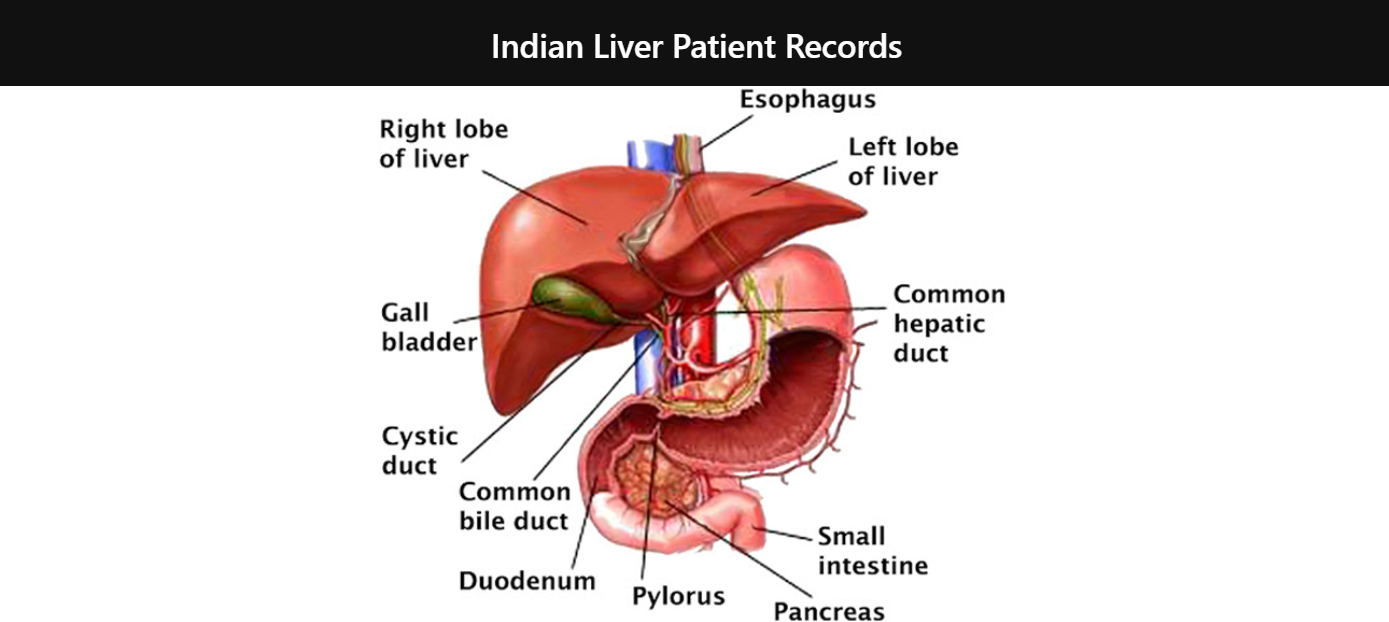 Indian Liver Patient Records
Esophagus
Right lobe
of liver
Left lobe
of liver
Gall
bladder
Common
hepatic
duct
Cystic
duct
Common
bile duct
Small
intestine
Duodenum
Pylorus
Pancreas